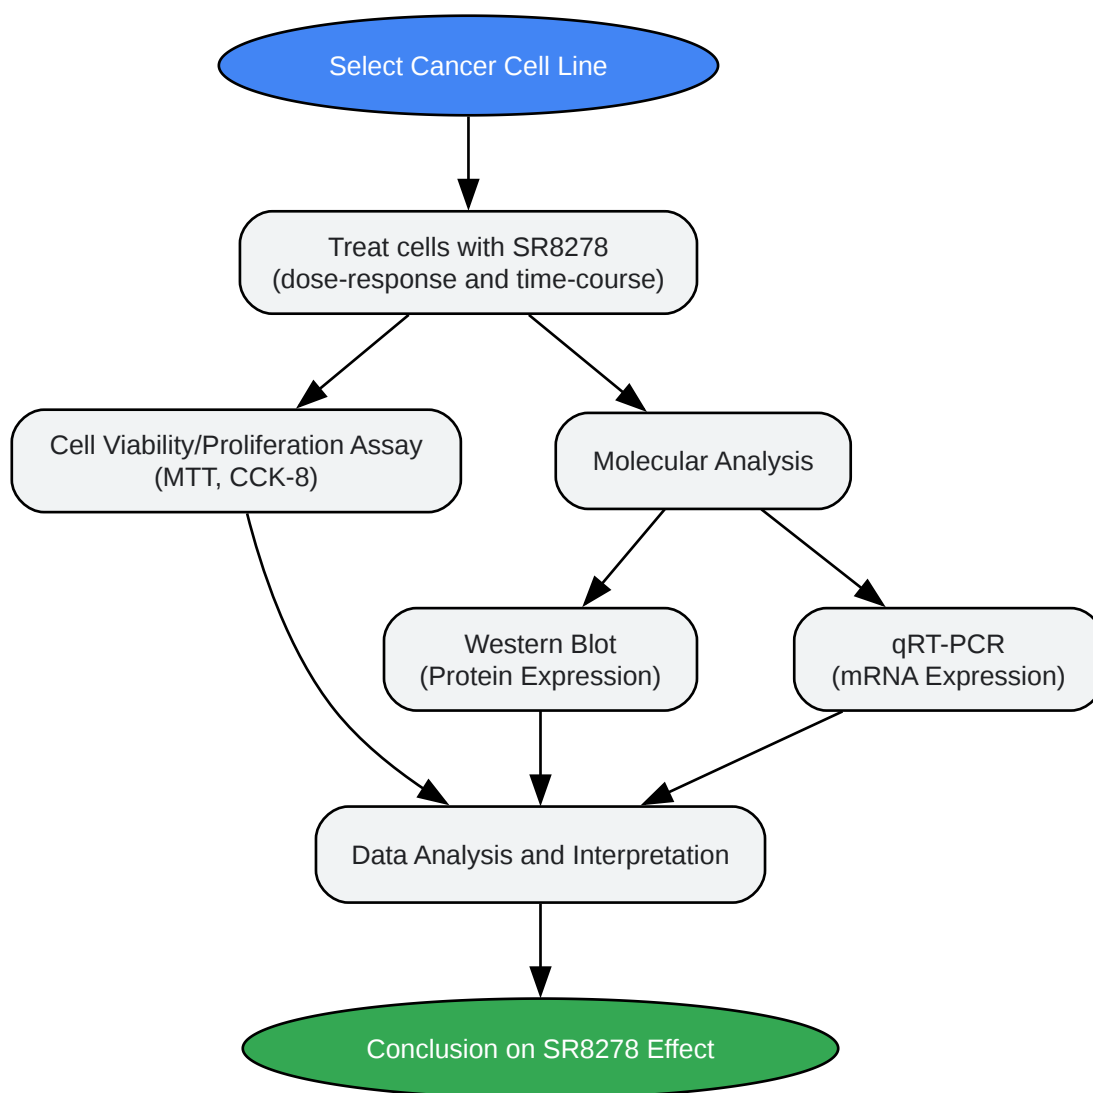 Select Cancer Cell Line
Treat cells with SR8278
(dose-response and time-course)
Cell Viability/Proliferation Assay
(MTT, CCK-8)
Molecular Analysis
Western Blot
(Protein Expression)
qRT-PCR
(mRNA Expression)
Data Analysis and Interpretation
Conclusion on SR8278 Effect